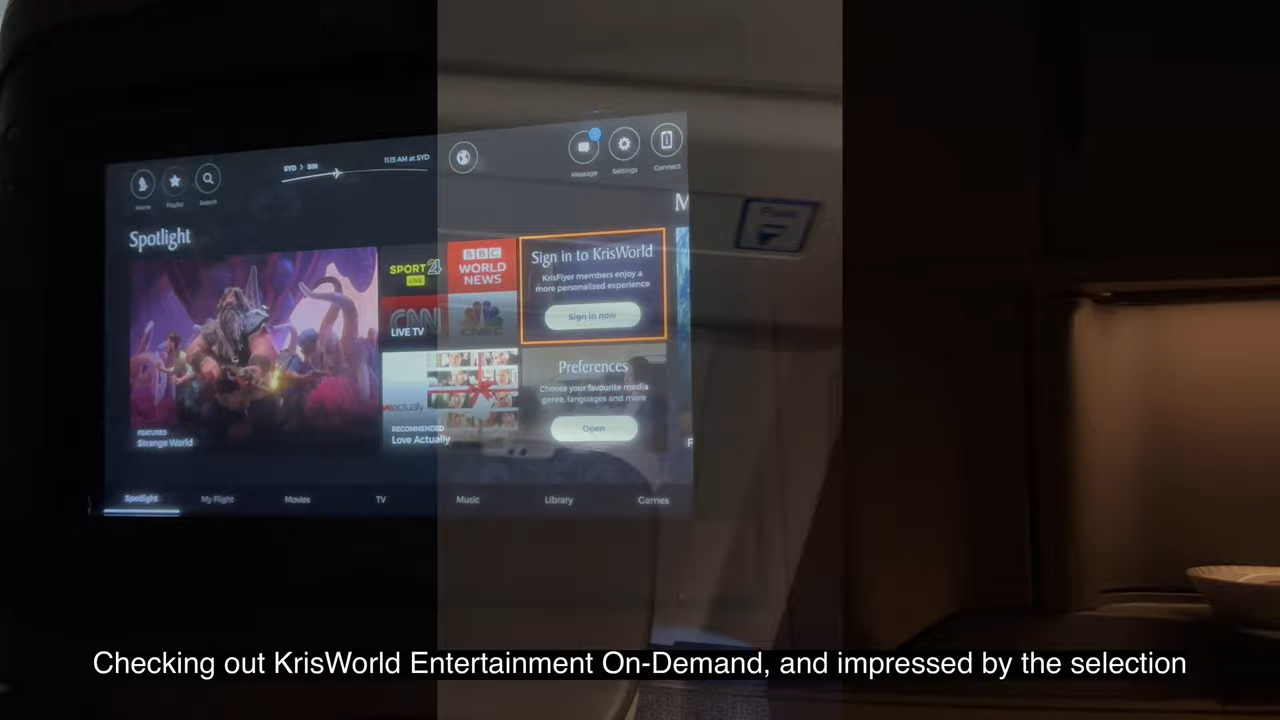 SYD > SIN
11:15 AM at SYD
Home
Playlist
Search
Message
Settings
Connect
M
Spotlight
SPORT 24
LIVE
BBC
WORLD
NEWS
Sign in to KrisWorld
KrisFlyer members enjoy a
more personalised experience
Sign in now
CNN
CNBC
LIVE TV
Preferences
Choose your favourite media
genre, languages and more
Open
actually
FEATURED
Strange World
RECOMMENDED
Love Actually
Spotlight
My Flight
Movies
TV
Music
Library
Games
Checking out KrisWorld Entertainment On-Demand, and impressed by the selection